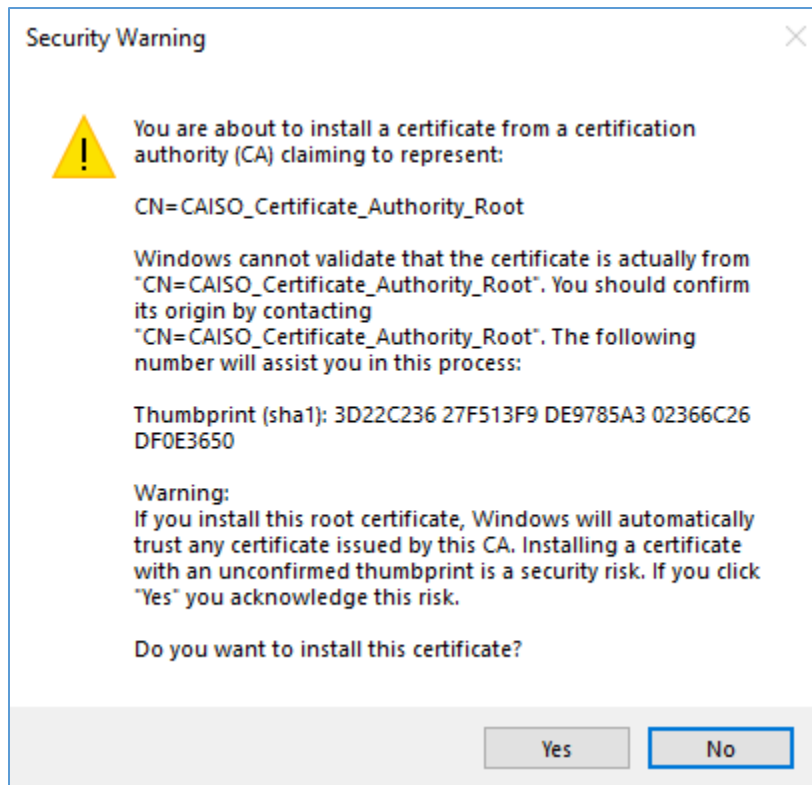 Security Warning
You are about to install a certificate from a certification
authority (CA) claiming to represent:
CN=CAISO_Certificate_Authority_Root
Windows cannot validate that the certificate is actually from
"CN=CAISO_Certificate_Authority_Root". You should confirm
its origin by contacting
"CN=CAISO_Certificate_Authority_Root". The following
number will assist you in this process:
Thumbprint (sha1): 3D22C236 27F513F9 DE9785A3 02366C26
DF0E3650
Warning:
If you install this root certificate, Windows will automatically
trust any certificate issued by this CA. Installing a certificate
with an unconfirmed thumbprint is a security risk. If you click
"Yes" you acknowledge this risk.
Do you want to install this certificate?
Yes
No